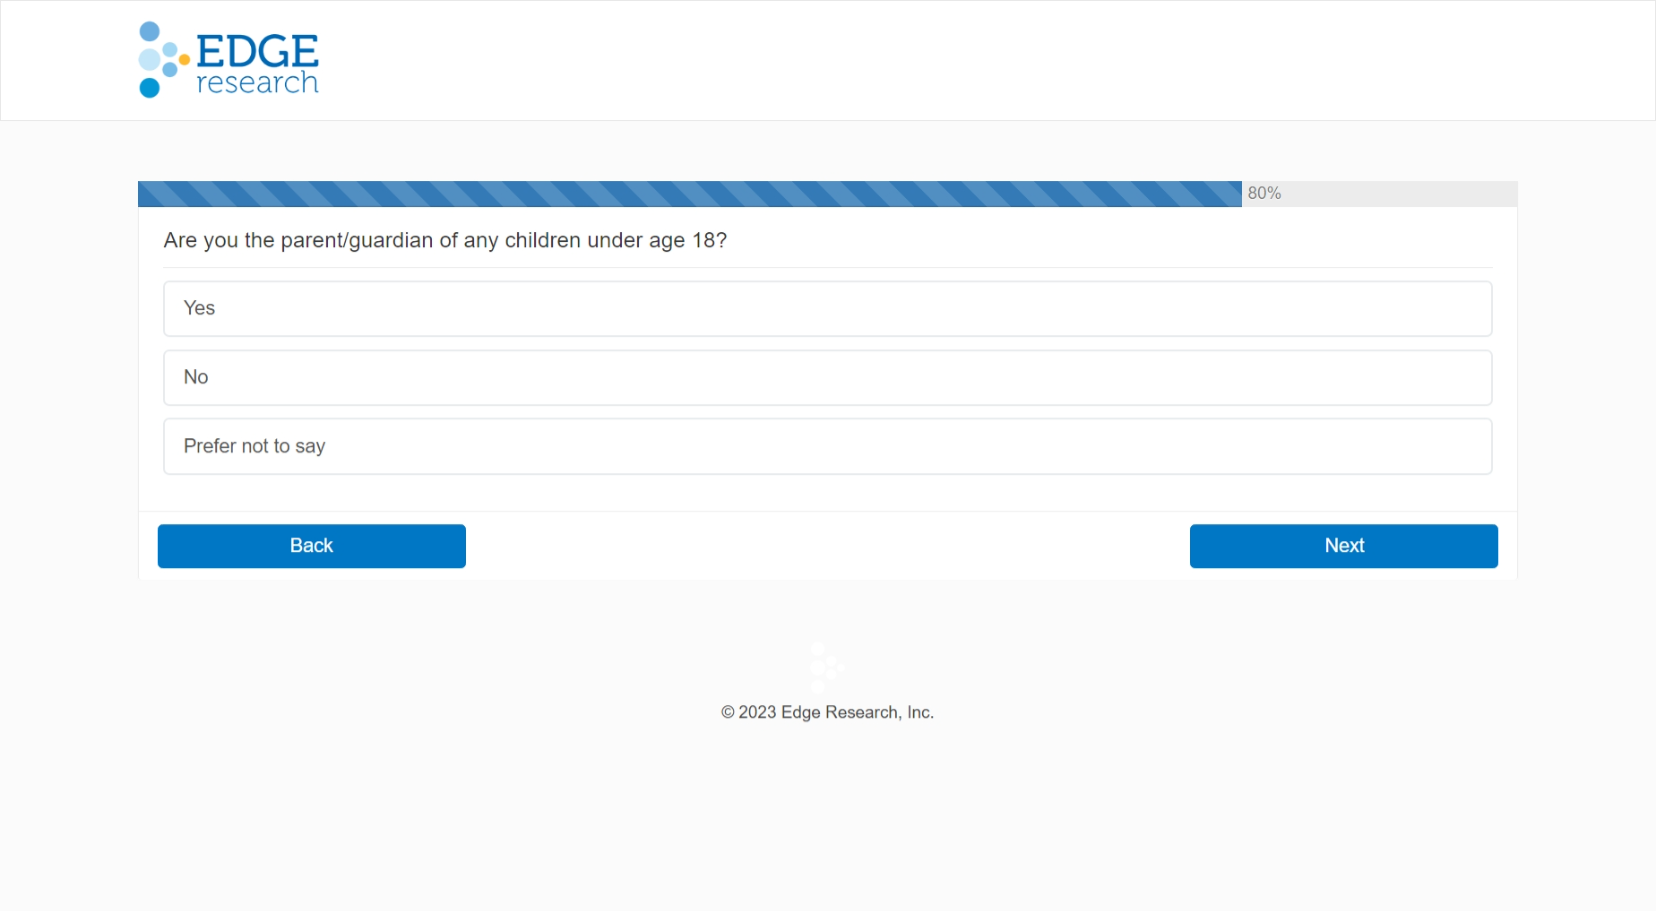 EDGE
research
80%
Are you the parent/guardian of any children under age 18?
Yes
No
Prefer not to say
Back
Next
© 2023 Edge Research, Inc.